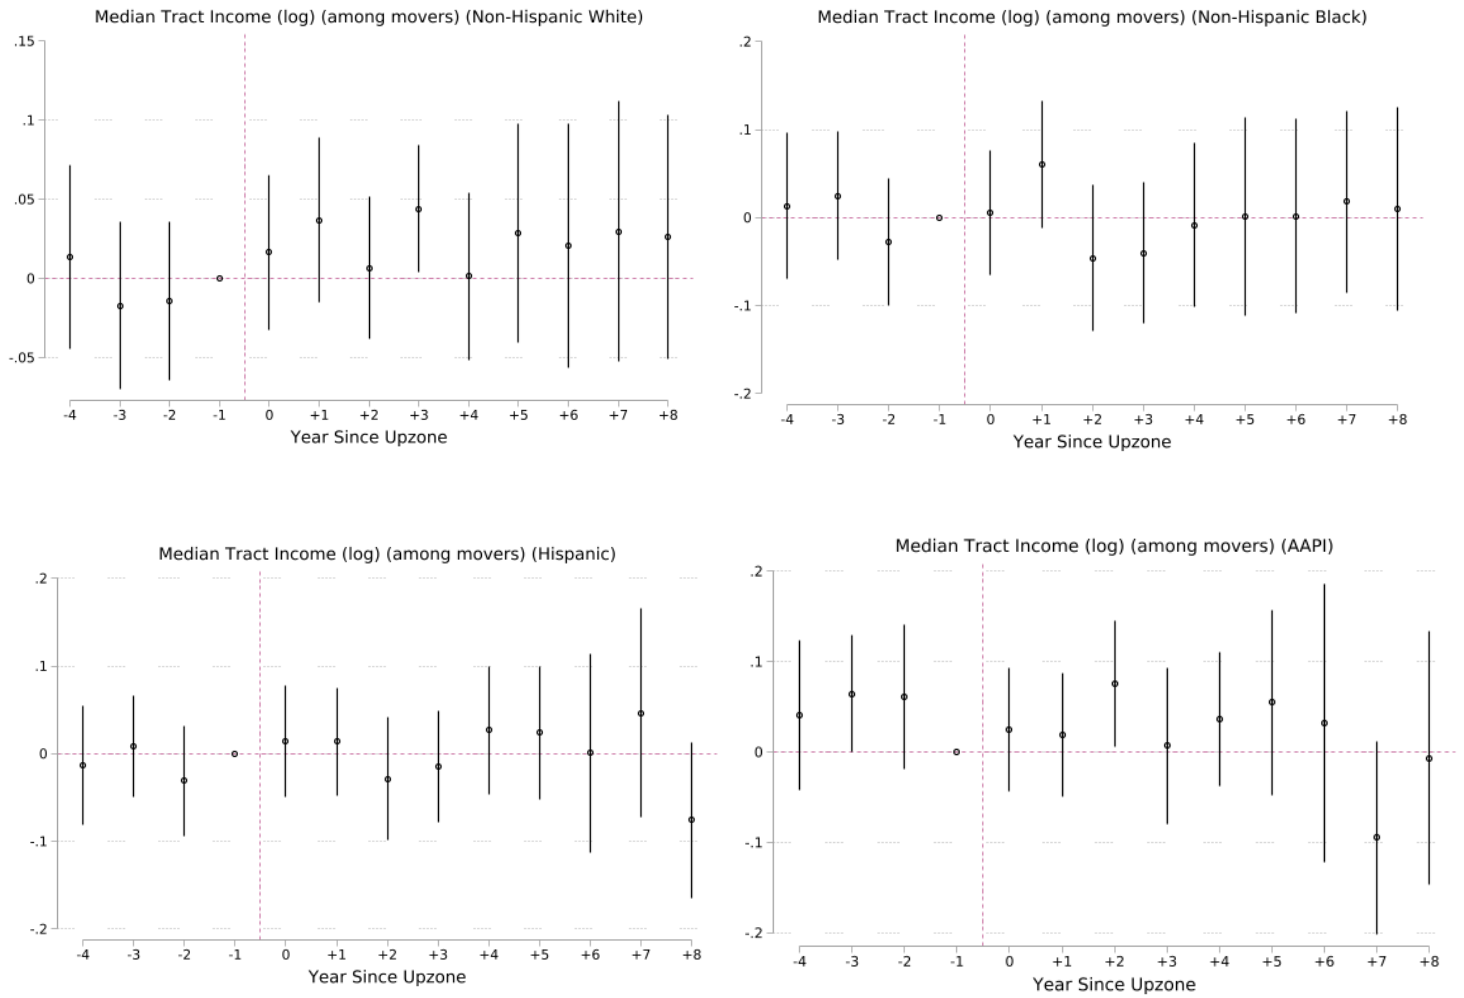 Median Tract Income (log) (among movers) (Non-Hispanic White)
.15
.1
.05
0
-.05
-4 -3 -2 -1 0 +1 +2 +3 +4 +5 +6 +7 +8
Year Since Upzone
Median Tract Income (log) (among movers) (Non-Hispanic Black)
.2
.1
0
-.1
-.2
-4 -3 -2 -1 0 +1 +2 +3 +4 +5 +6 +7 +8
Year Since Upzone
Median Tract Income (log) (among movers) (Hispanic)
.2
.1
0
-.1
-.2
-4 -3 -2 -1 0 +1 +2 +3 +4 +5 +6 +7 +8
Year Since Upzone
Median Tract Income (log) (among movers) (AAPI)
.2
.1
0
-.1
-.2
-4 -3 -2 -1 0 +1 +2 +3 +4 +5 +6 +7 +8
Year Since Upzone